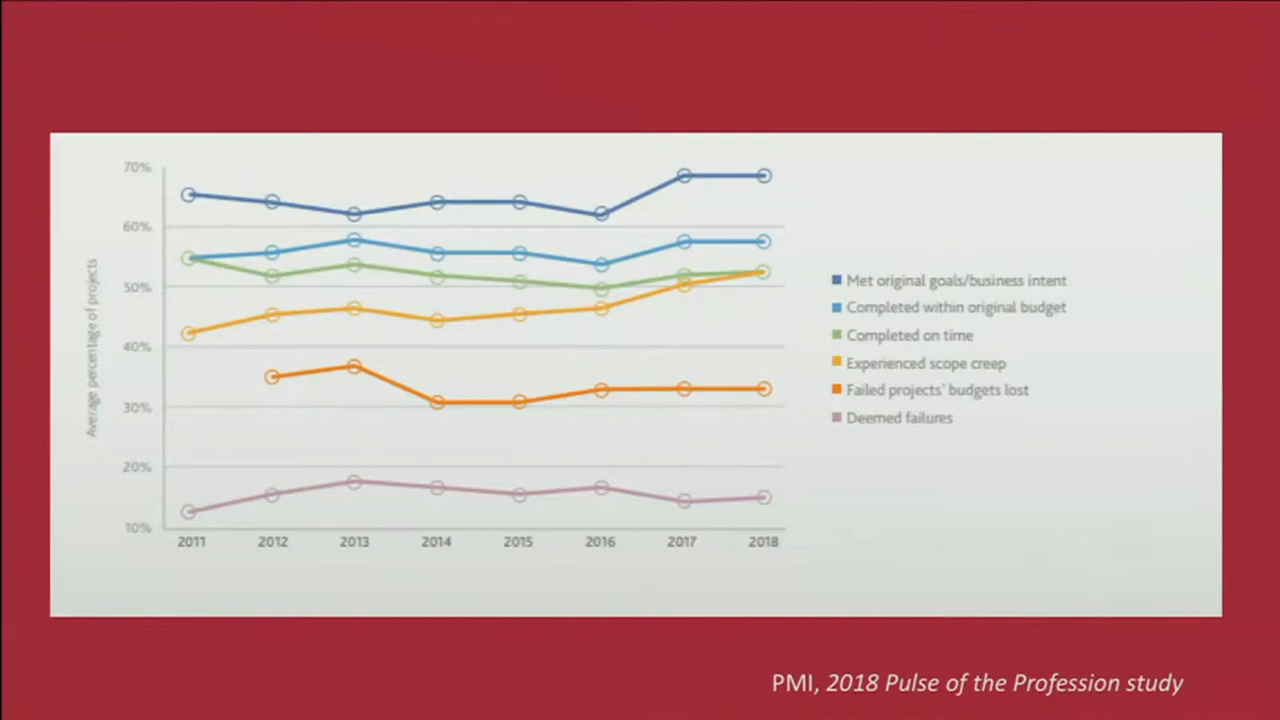 70%
60%
50%
40%
30%
20%
10%
Average percentage of projects
2011 2012 2013 2014 2015 2016 2017 2018
Met original goals/business intent
Completed within original budget
Completed on time
Experienced scope creep
Failed projects' budgets lost
Deemed failures
PMI, 2018 Pulse of the Profession study